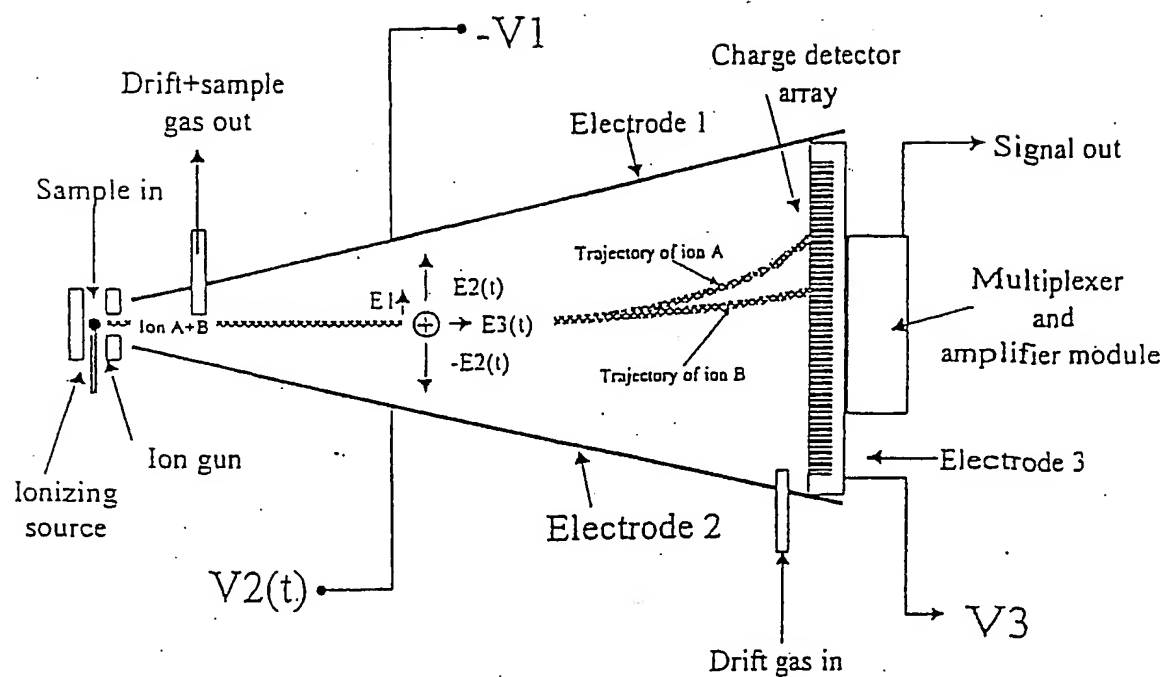 -V1
Drift+sample
gas out
Charge detector
array
Electrode 1
Signal out
Sample in
Trajectory of ion A
E1
E2(t)
Ion A+B
E3(t)
-E2(t)
Multiplexer
and
amplifier module
Trajectory of ion B
Ion gun
Electrode 3
Ionizing
source
Electrode 2
V2(t)
V3
Drift gas in